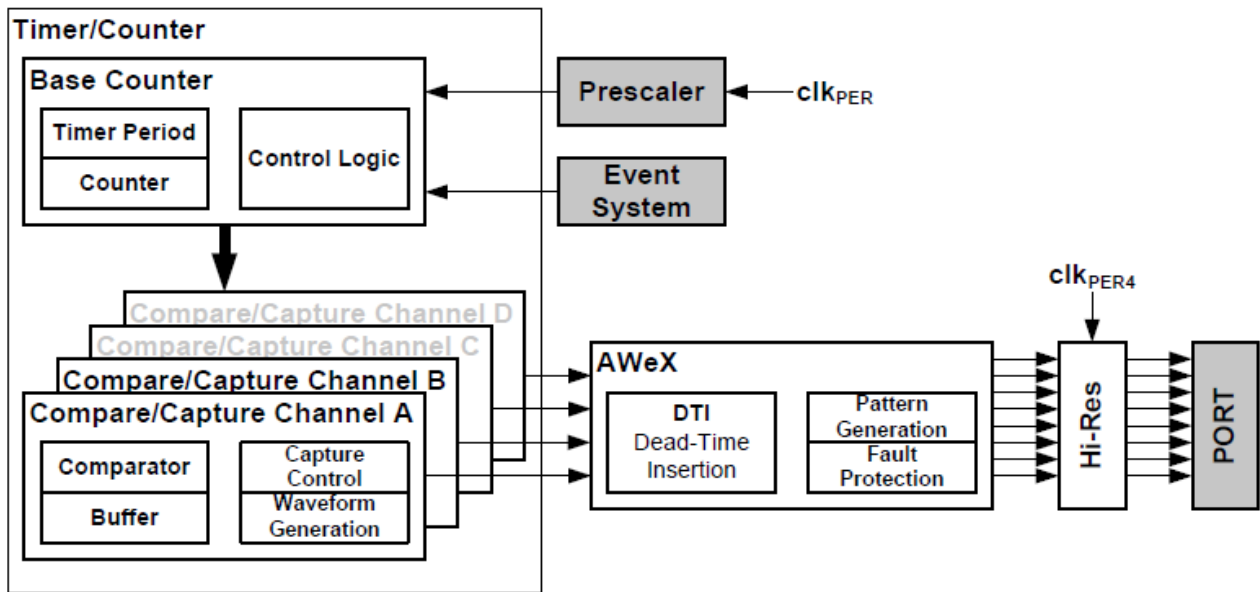 Timer/Counter
Base Counter
Timer Period
Counter
Control Logic
Prescaler
clkPER
Event
System
Compare/Capture Channel D
Compare/Capture Channel C
Compare/Capture Channel B
Compare/Capture Channel A
Comparator
Buffer
Capture
Control
Waveform
Generation
AWeX
DTI
Dead-Time
Insertion
Pattern
Generation
Fault
Protection
clkPER4
Hi-Res
PORT